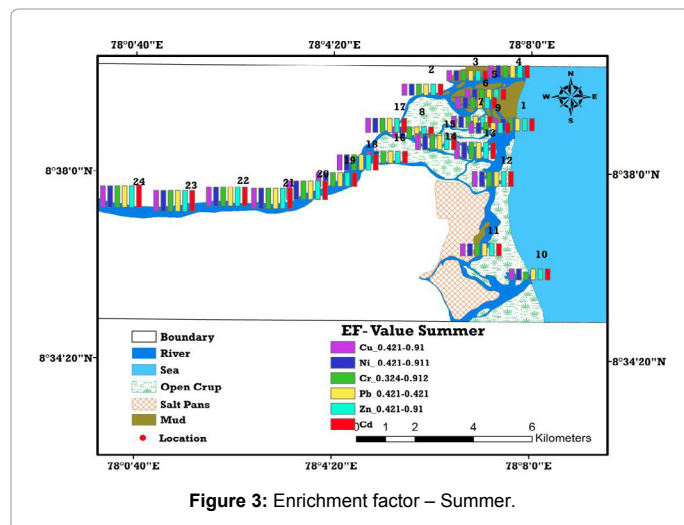 78°0'40"E 78°4'20"E 78°8'0"E
3 4
2 5
N
6
W E
17 7 9 1
S
8
15
13
16 14
18 12
8°38'0"N 19 8°38'0"N
20
24 23 22 21
11
10
Boundary EF- Value Summer
River Cu_0.421-0.91
Sea Ni_ 0.421-0.911
Open Crup Cr_0.324-0.912
8°34'20"N 8°34'20"N
Salt Pans Pb_0.421-0.421
Mud Zn_0.421-0.91
Location Cd
0 1 2 4 6
Kilometers
78°0'40"E 78°4'20"E 78°8'0"E
Figure 3: Enrichment factor – Summer.